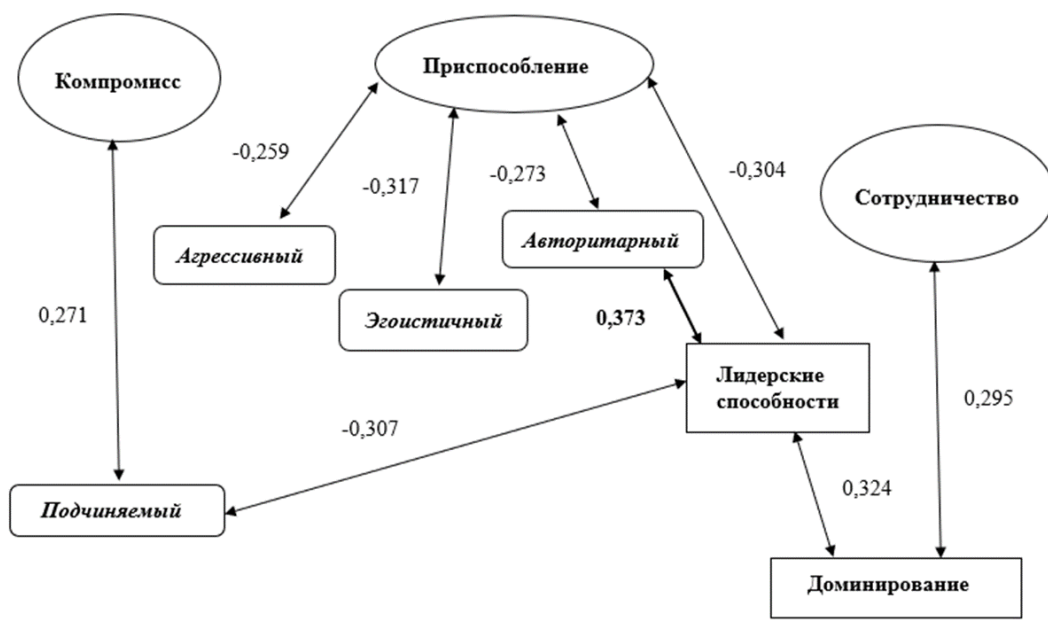 Приспособление
Компромисс
-0,259
-0,317
-0,273
-0,304
Сотрудничество
Агрессивный
Авторитарный
Эгоистичный
0,271
0,373
Лидерские
способности
0,295
-0,307
0,324
Подчиняемый
Доминирование